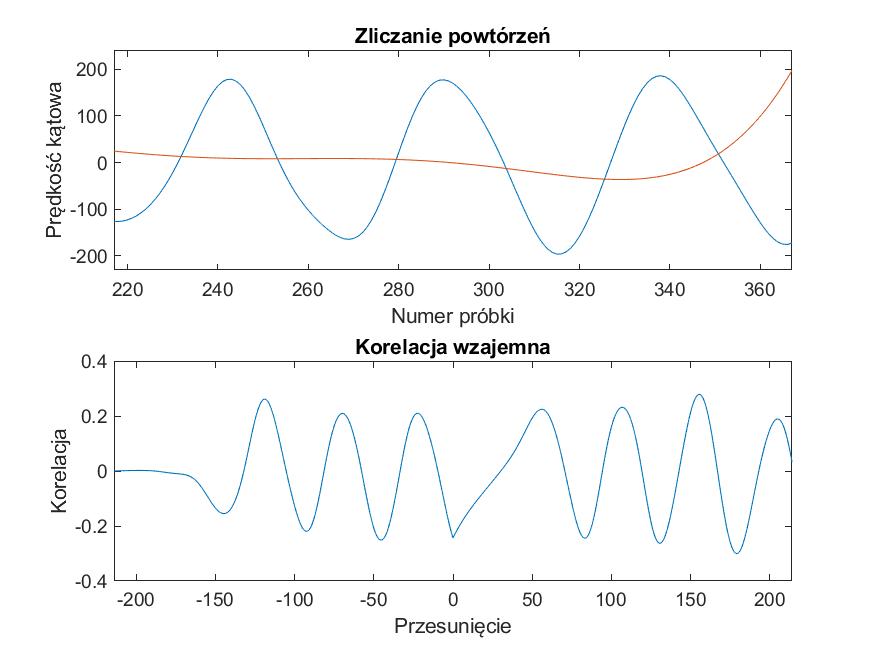 Zliczanie powtórzeń
200
100
0
-100
-200
Prędkość kątowa
220 240 260 280 300 320 340 360
Numer próbki
Korelacja wzajemna
0.4
0.2
0
-0.2
-0.4
Korelacja
-200 -150 -100 -50 0 50 100 150 200
Przesunięcie